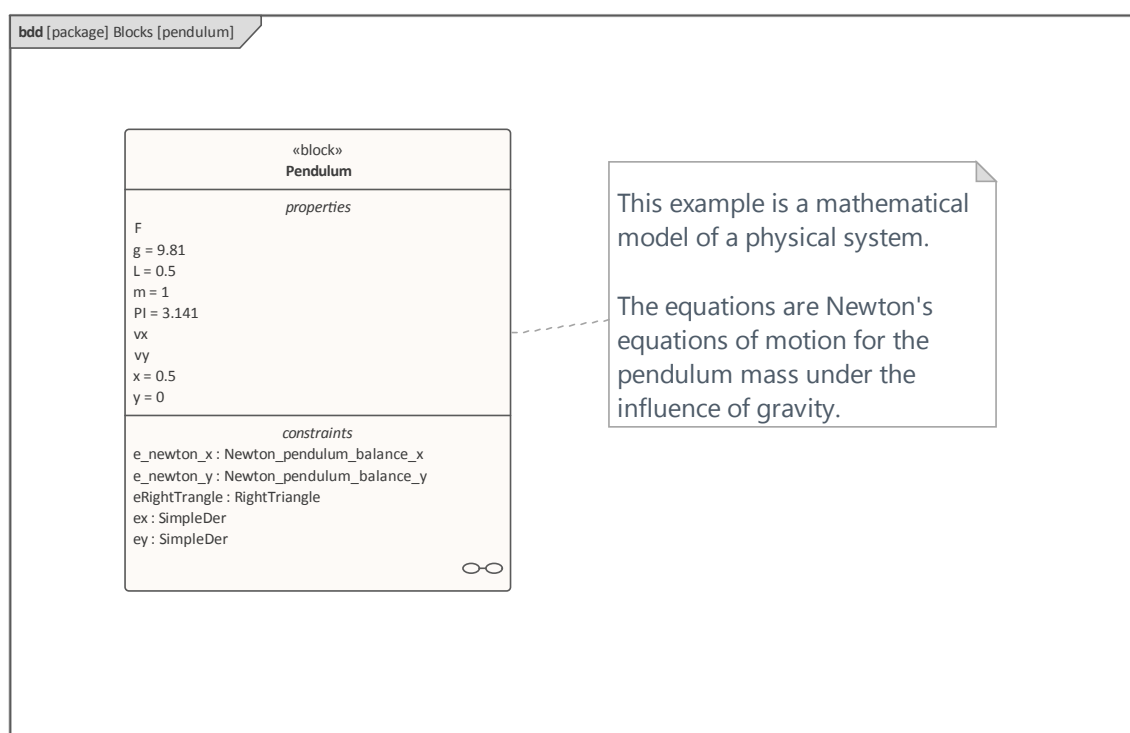 bdd [package] Blocks [pendulum]
«block»
Pendulum
properties
F
g = 9.81
L = 0.5
m = 1
PI = 3.141
vx
vy
x = 0.5
y = 0
constraints
e_newton_x : Newton_pendulum_balance_x
e_newton_y : Newton_pendulum_balance_y
eRightTrangle : RightTriangle
ex : SimpleDer
ey : SimpleDer
This example is a mathematical
model of a physical system.
The equations are Newton's
equations of motion for the
pendulum mass under the
influence of gravity.